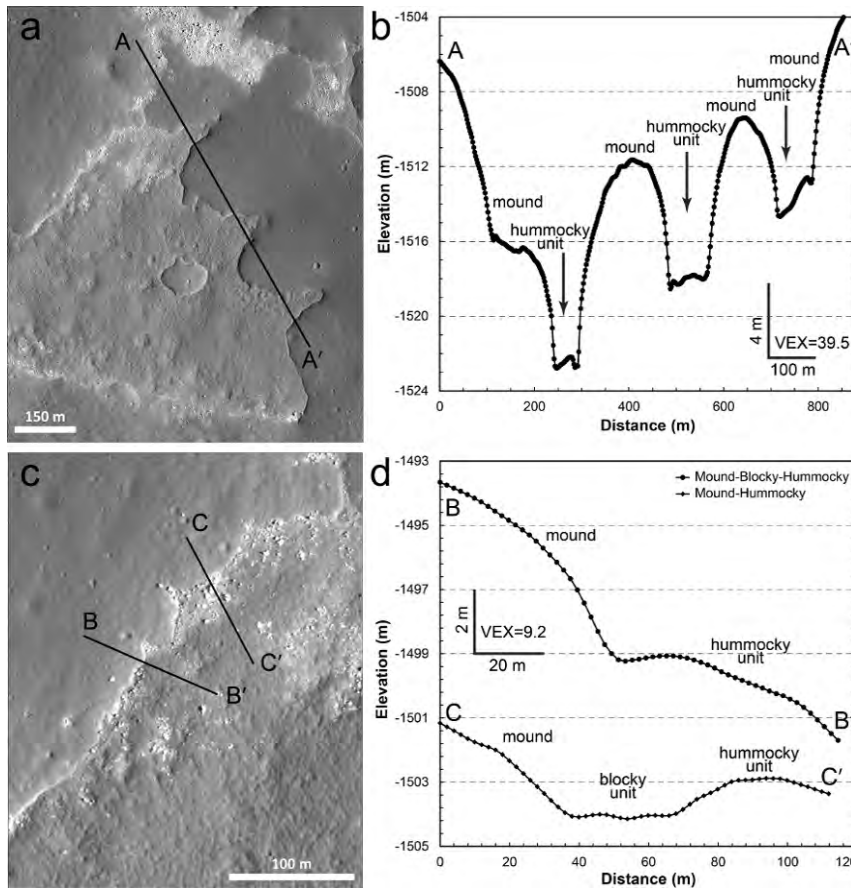 a
A
A'
150 m
b
A
A
mound
hummocky
unit
mound
hummocky
unit
mound
mound
hummocky
unit
4 m
VEX=39.5
100 m
-1504
-1508
-1512
-1516
-1520
-1524
Elevation (m)
0 200 400 600 800
Distance (m)
c
C
B
C'
B'
100 m
d
Mound-Blocky-Hummocky
Mound-Hummocky
B
mound
2 m
VEX=9.2
20 m
hummocky
unit
B
C
mound
blocky
unit
hummocky
unit
C'
-1493
-1495
-1497
-1499
-1501
-1503
-1505
Elevation (m)
0 20 40 60 80 100 120
Distance (m)